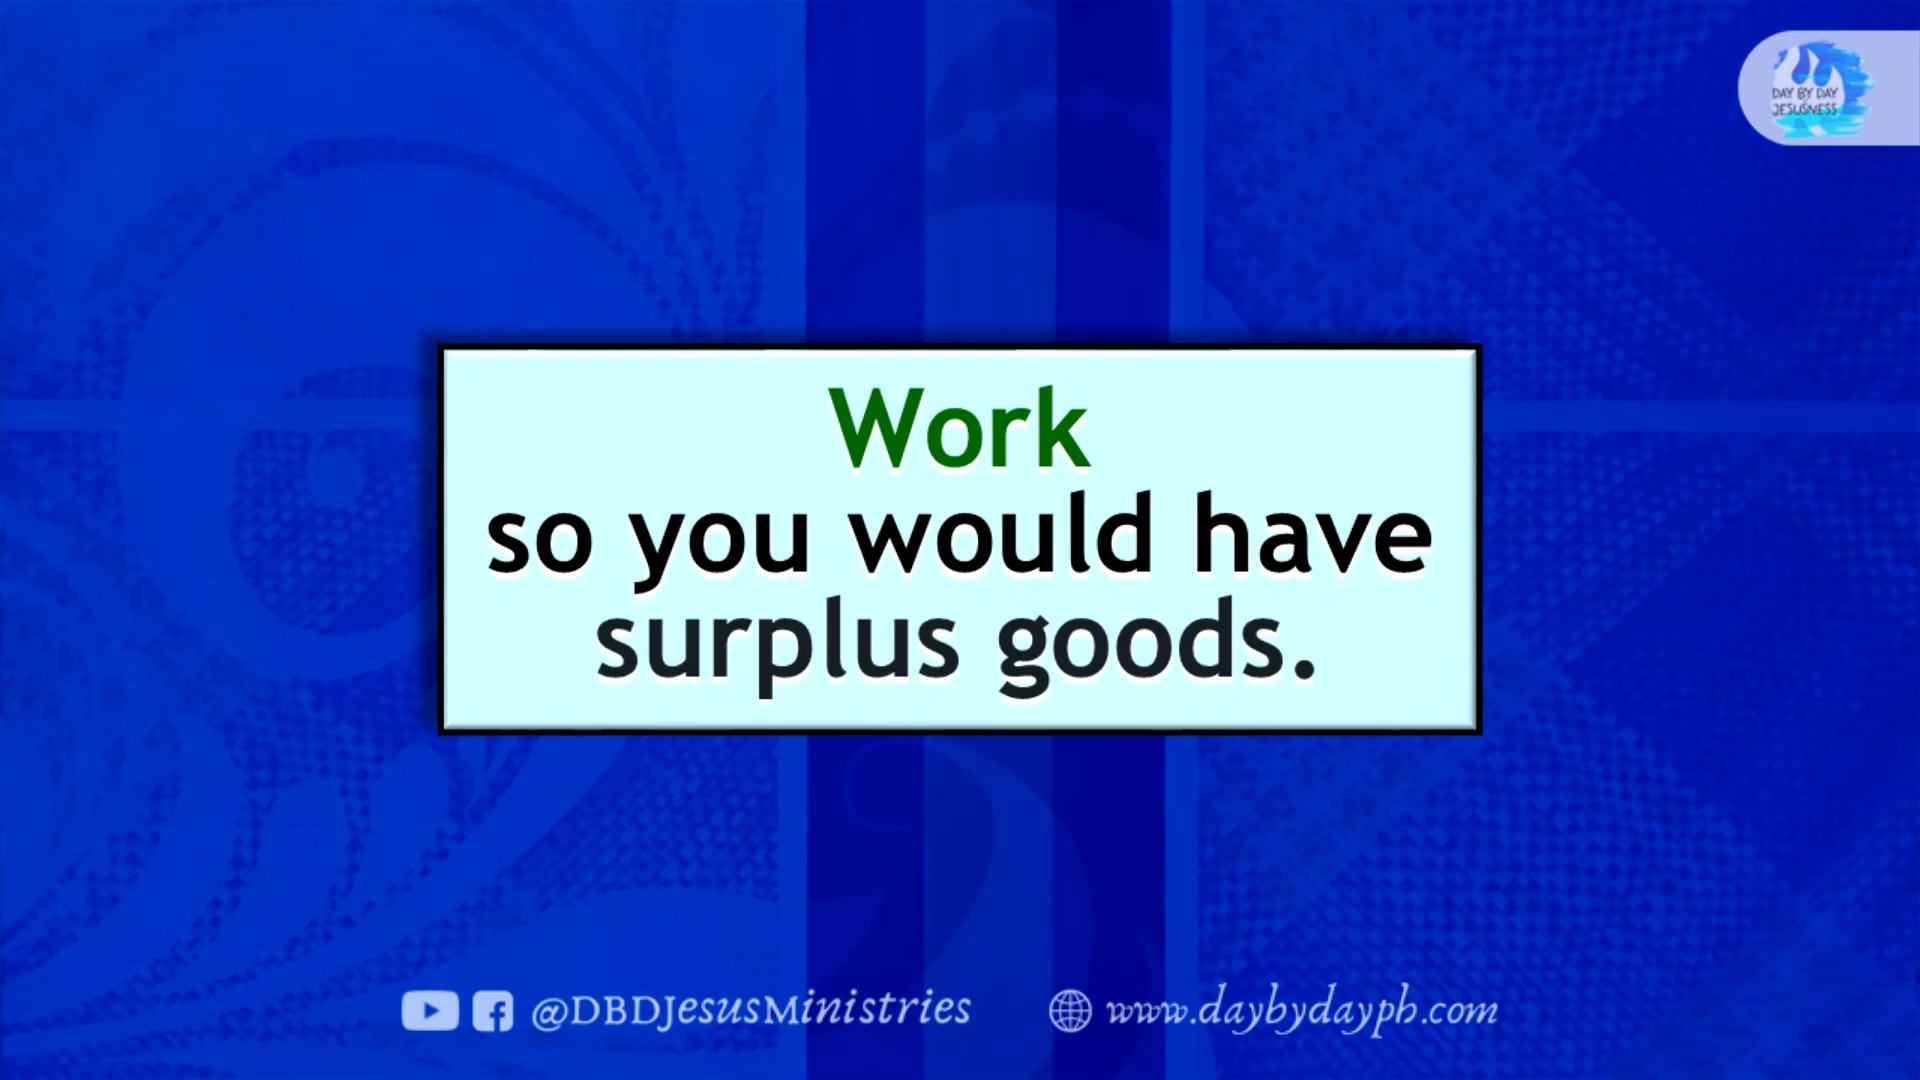 DAY BY DAY
JESUSNESS
Work
so you would have
surplus goods.
@DBDJesusMinistries
www.daybydayph.com